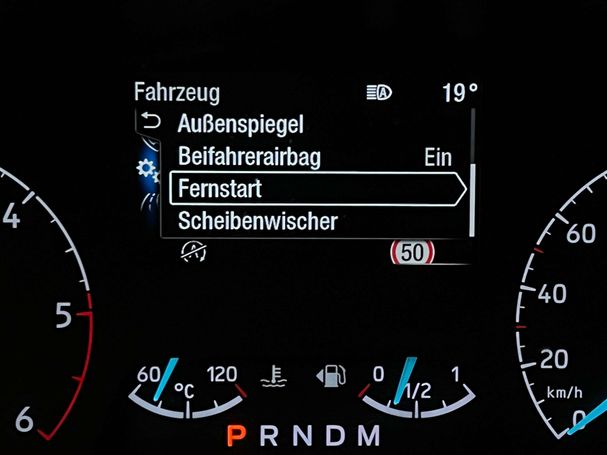 Fahrzeug A 19°
Außenspiegel
Beifahrerairbag Ein
Fernstart
Scheibenwischer
A 50
4
5
6
60
40
20
km/h
0
60 120
°C
0 1/2 1
P R N D M